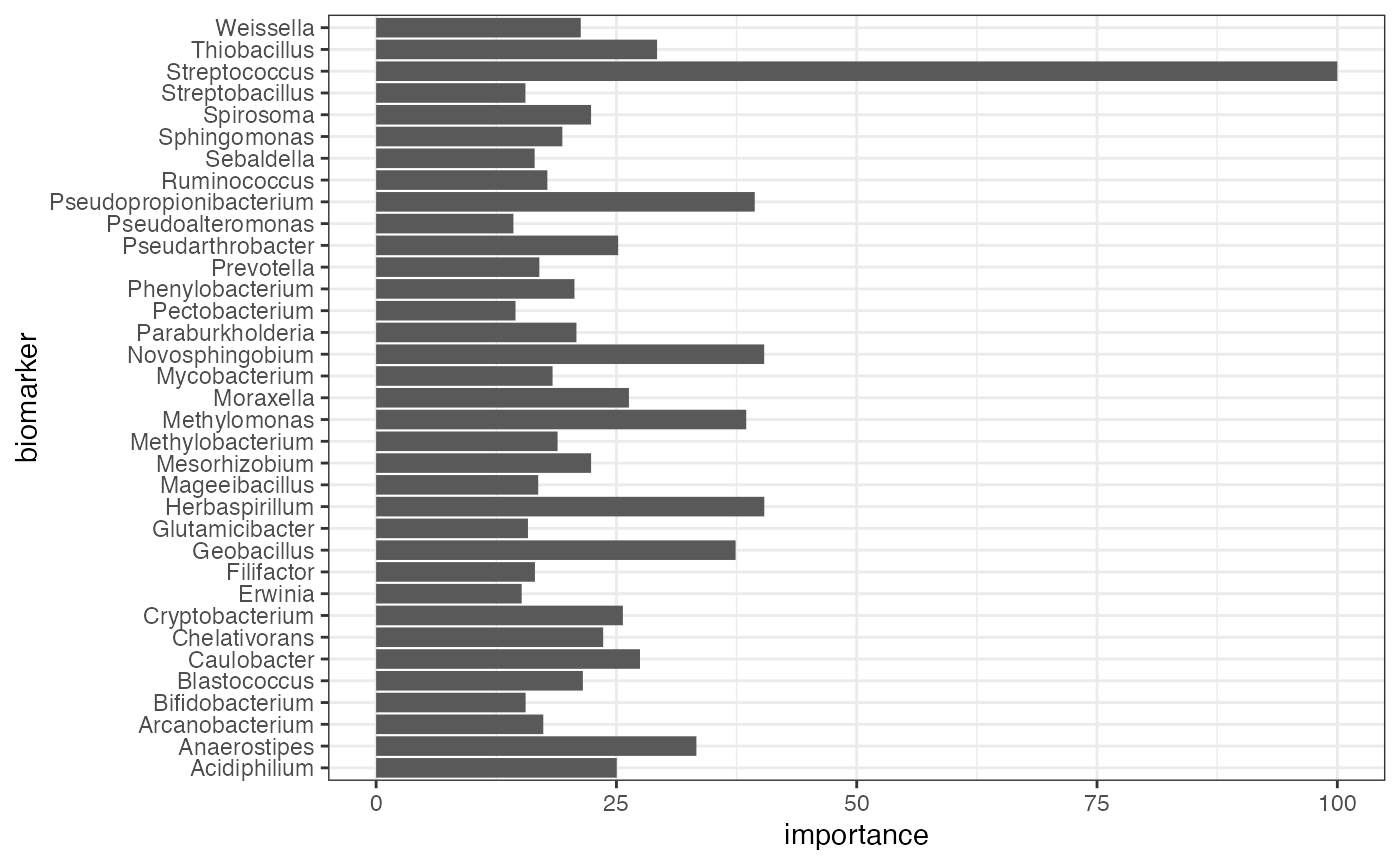 Weissella
Thiobacillus
Streptococcus
Streptobacillus
Spirosoma
Sphingomonas
Sebaldella
Ruminococcus
Pseudopropionibacterium
Pseudoalteromonas
Pseudarthrobacter
Prevotella
Phenylobacterium
Pectobacterium
Paraburkholderia
Novosphingobium
Mycobacterium
Moraxella
Methylomonas
Methylobacterium
Mesorhizobium
Mageeibacillus
Herbaspirillum
Glutamicibacter
Geobacillus
Filifactor
Erwinia
Cryptobacterium
Chelativorans
Caulobacter
Blastococcus
Bifidobacterium
Arcanobacterium
Anaerostipes
Acidiphilium
biomarker
0 25 50 75 100
importance